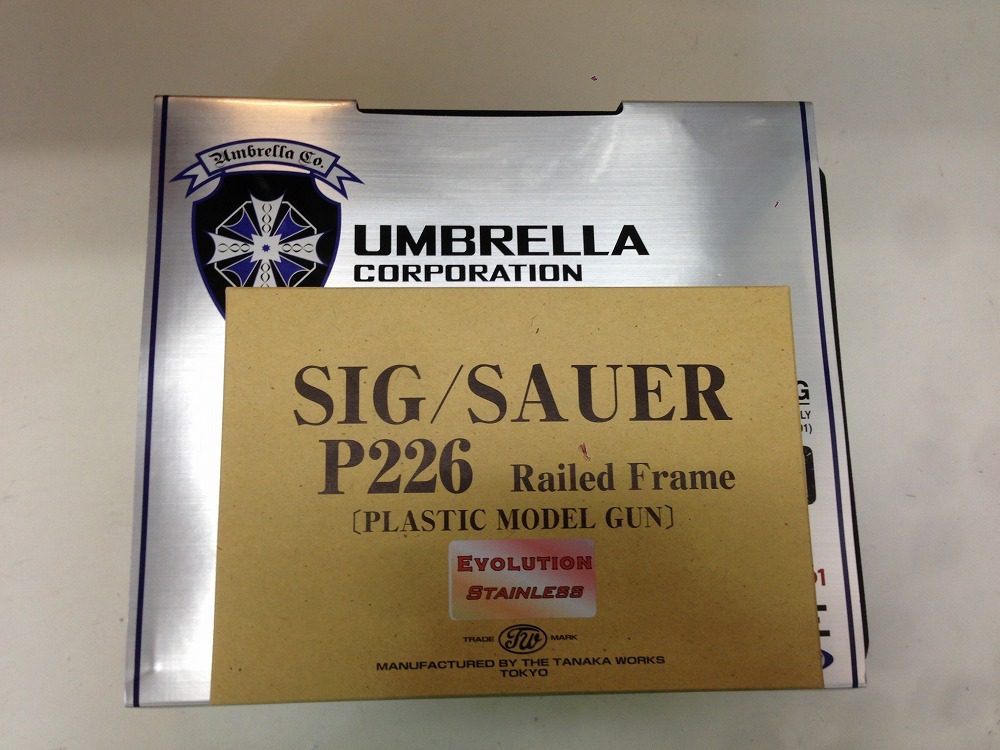 Umbrella Co.
UMBRELLA
CORPORATION
SIG/SAUER
P226 Railed Frame
〔PLASTIC MODEL GUN〕
EVOLUTION
STAINLESS
TRADE TW MARK
MANUFACTURED BY THE TANAKA WORKS
TOKYO